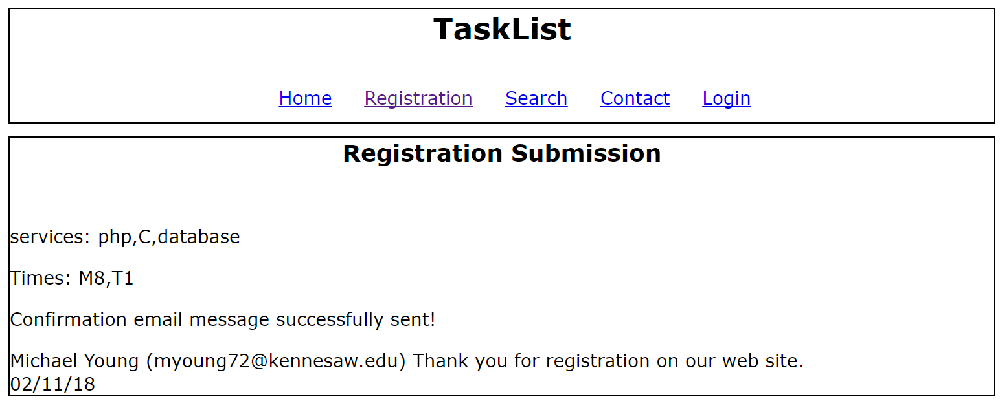 TaskList
Home Registration Search Contact Login
Registration Submission
services: php,C,database
Times: M8,T1
Confirmation email message successfully sent!
Michael Young (myoung72@kennesaw.edu) Thank you for registration on our web site.
02/11/18